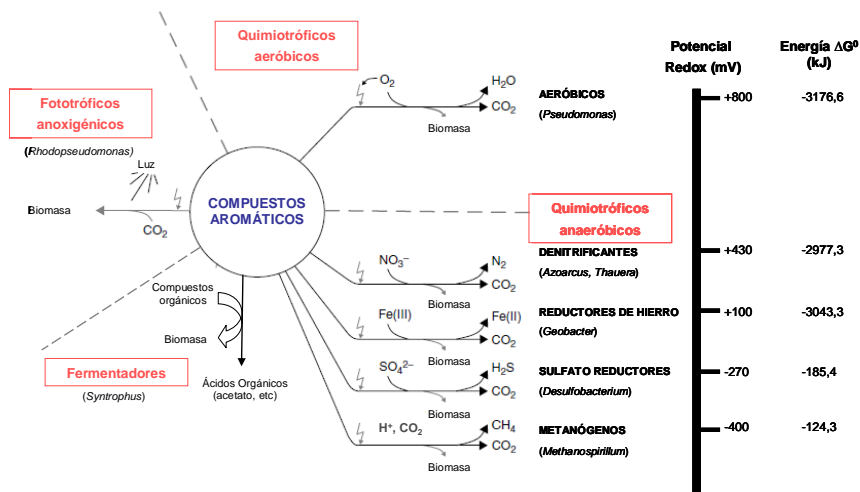 Quimiotróficos
aeróbicos
Potencial
Redox (mV)
Energía ΔG⁰
(kJ)
O₂
H₂O
CO₂
Biomasa
AERÓBICOS
(Pseudomonas)
+800
-3176,6
Fototróficos
anoxigénicos
(Rhodopseudomonas)
Luz
Biomasa
CO₂
COMPUESTOS
AROMÁTICOS
Quimiotróficos
anaeróbicos
NO₃⁻
N₂
CO₂
Biomasa
DENITRIFICANTES
(Azoarcus, Thauera)
+430
-2977,3
Compuestos
orgánicos
Biomasa
Fe(III)
Fe(II)
CO₂
Biomasa
REDUCTORES DE HIERRO
(Geobacter)
+100
-3043,3
Fermentadores
(Syntrophus)
Ácidos Orgánicos
(acetato, etc)
SO₄²⁻
H₂S
CO₂
Biomasa
SULFATO REDUCTORES
(Desulfobacterium)
-270
-185,4
H⁺, CO₂
CH₄
CO₂
Biomasa
METANÓGENOS
(Methanospirillum)
-400
-124,3